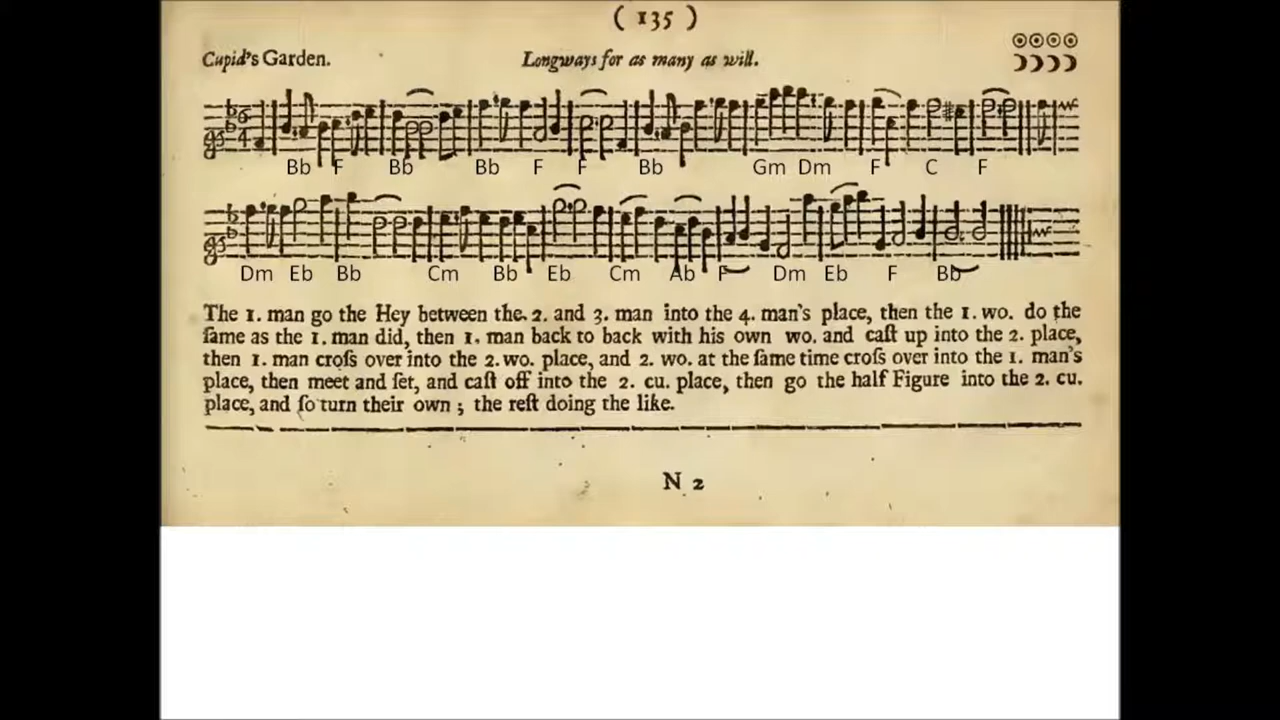 ( 135 )
Cupid's Garden. Longways for as many as will.
Bb F Bb Bb F F Bb Gm Dm F C F
Dm Eb Bb Cm Bb Eb Cm Ab F Dm Eb F Bb
The 1. man go the Hey between the 2. and 3. man into the 4. man's place, then the 1. wo. do the
ſame as the 1. man did, then 1. man back to back with his own wo. and caſt up into the 2. place,
then 1. man croſs over into the 2. wo. place, and 2. wo. at the ſame time croſs over into the 1. man's
place, then meet and ſet, and caſt off into the 2. cu. place, then go the half Figure into the 2. cu.
place, and ſo turn their own ; the reſt doing the like.
N 2